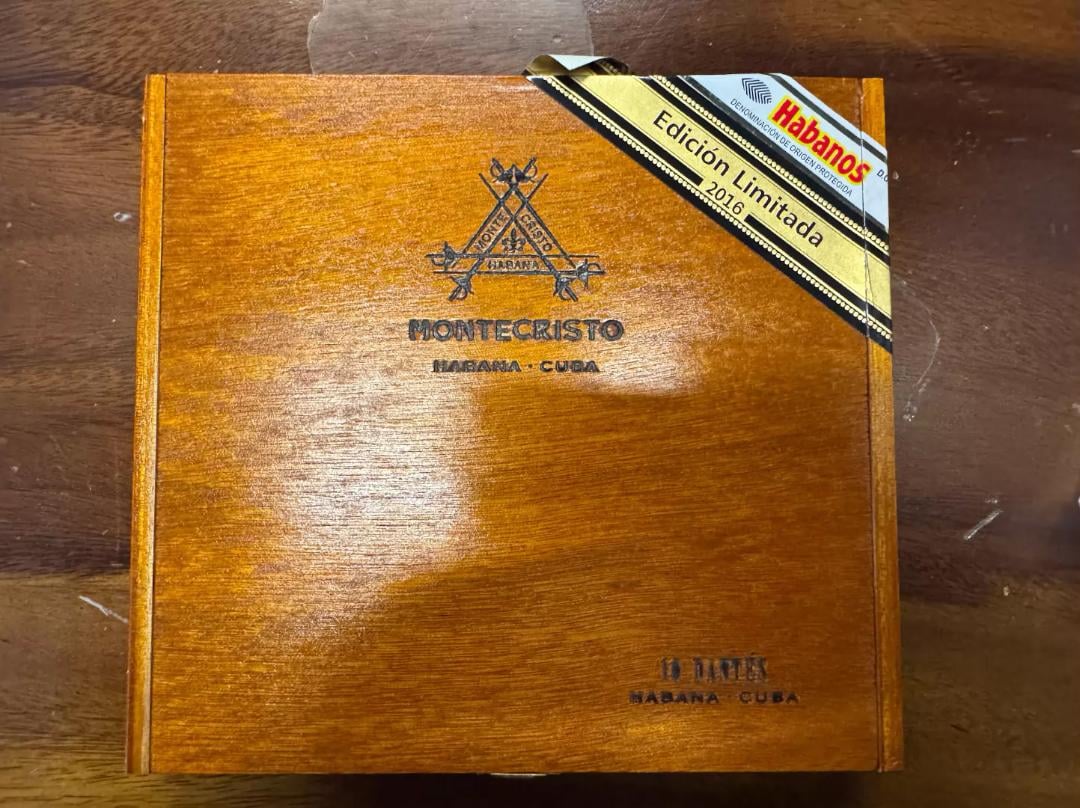 Habanos
DENOMINACIÓN DE ORIGEN PROTEGIDA
D.O
Edición Limitada
2016
MONTE CRISTO
HABANA
MONTECRISTO
HABANA · CUBA
10 DANTÉS
HABANA · CUBA